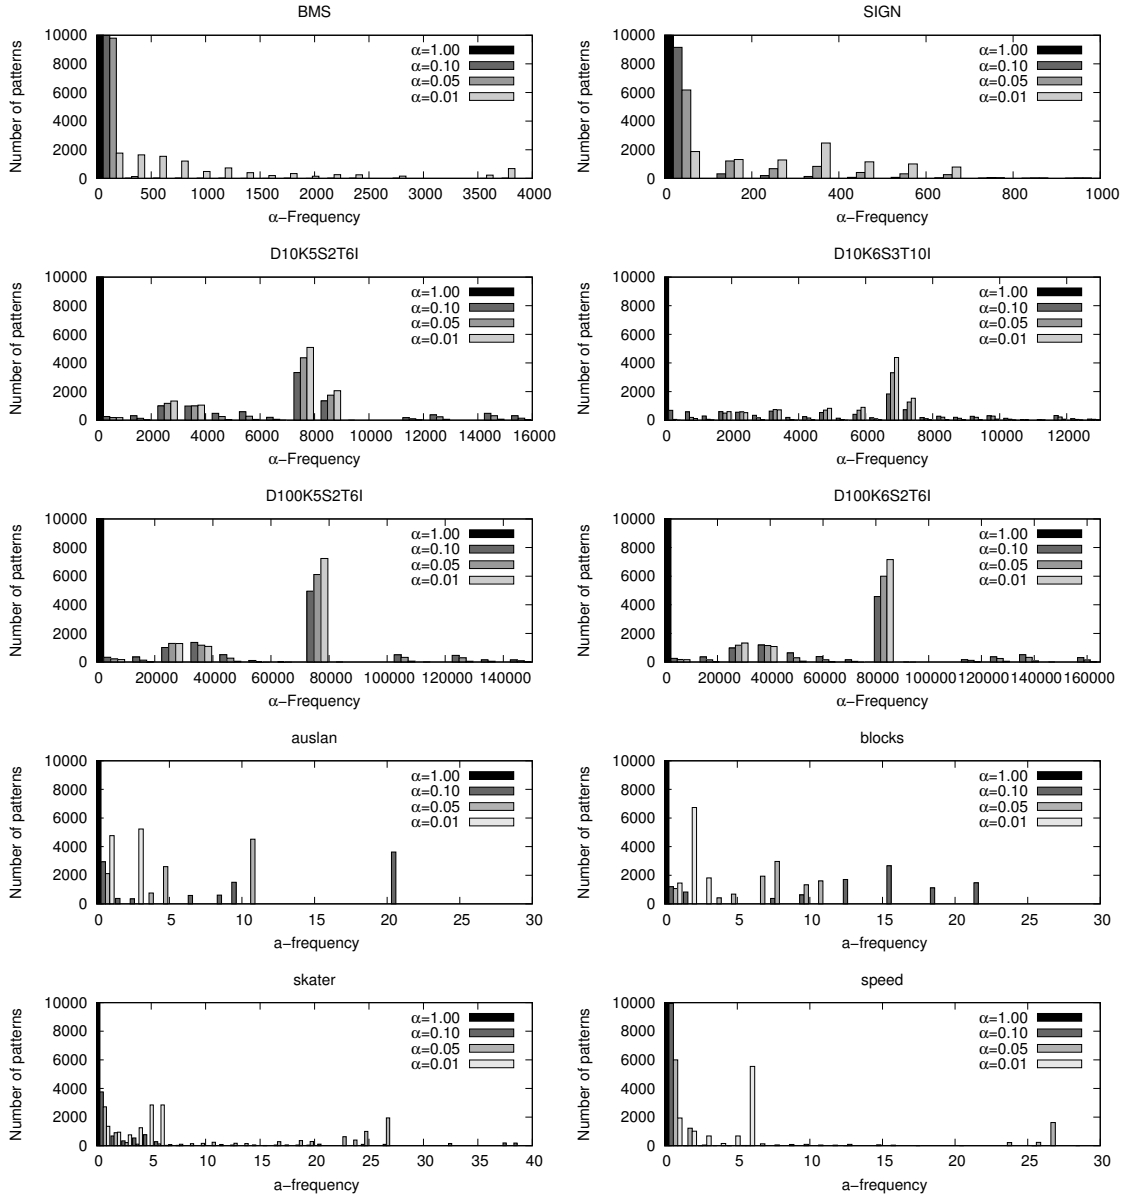 BMS
Number of patterns
10000
8000
6000
4000
2000
0
α=1.00
α=0.10
α=0.05
α=0.01
0 500 1000 1500 2000 2500 3000 3500 4000
α−Frequency
SIGN
Number of patterns
10000
8000
6000
4000
2000
0
α=1.00
α=0.10
α=0.05
α=0.01
0 200 400 600 800 1000
α−Frequency
D10K5S2T6I
Number of patterns
10000
8000
6000
4000
2000
0
α=1.00
α=0.10
α=0.05
α=0.01
0 2000 4000 6000 8000 10000 12000 14000 16000
α−Frequency
D10K6S3T10I
Number of patterns
10000
8000
6000
4000
2000
0
α=1.00
α=0.10
α=0.05
α=0.01
0 2000 4000 6000 8000 10000 12000
α−Frequency
D100K5S2T6I
Number of patterns
10000
8000
6000
4000
2000
0
α=1.00
α=0.10
α=0.05
α=0.01
0 20000 40000 60000 80000 100000 120000 140000
α−Frequency
D100K6S2T6I
Number of patterns
10000
8000
6000
4000
2000
0
α=1.00
α=0.10
α=0.05
α=0.01
0 20000 40000 60000 80000 100000 120000 140000 160000
α−Frequency
auslan
Number of patterns
10000
8000
6000
4000
2000
0
α=1.00
α=0.10
α=0.05
α=0.01
0 5 10 15 20 25 30
a−frequency
blocks
Number of patterns
10000
8000
6000
4000
2000
0
α=1.00
α=0.10
α=0.05
α=0.01
0 5 10 15 20 25 30
a−frequency
skater
Number of patterns
10000
8000
6000
4000
2000
0
α=1.00
α=0.10
α=0.05
α=0.01
0 5 10 15 20 25 30 35 40
a−frequency
speed
Number of patterns
10000
8000
6000
4000
2000
0
α=1.00
α=0.10
α=0.05
α=0.01
0 5 10 15 20 25 30
a−frequency